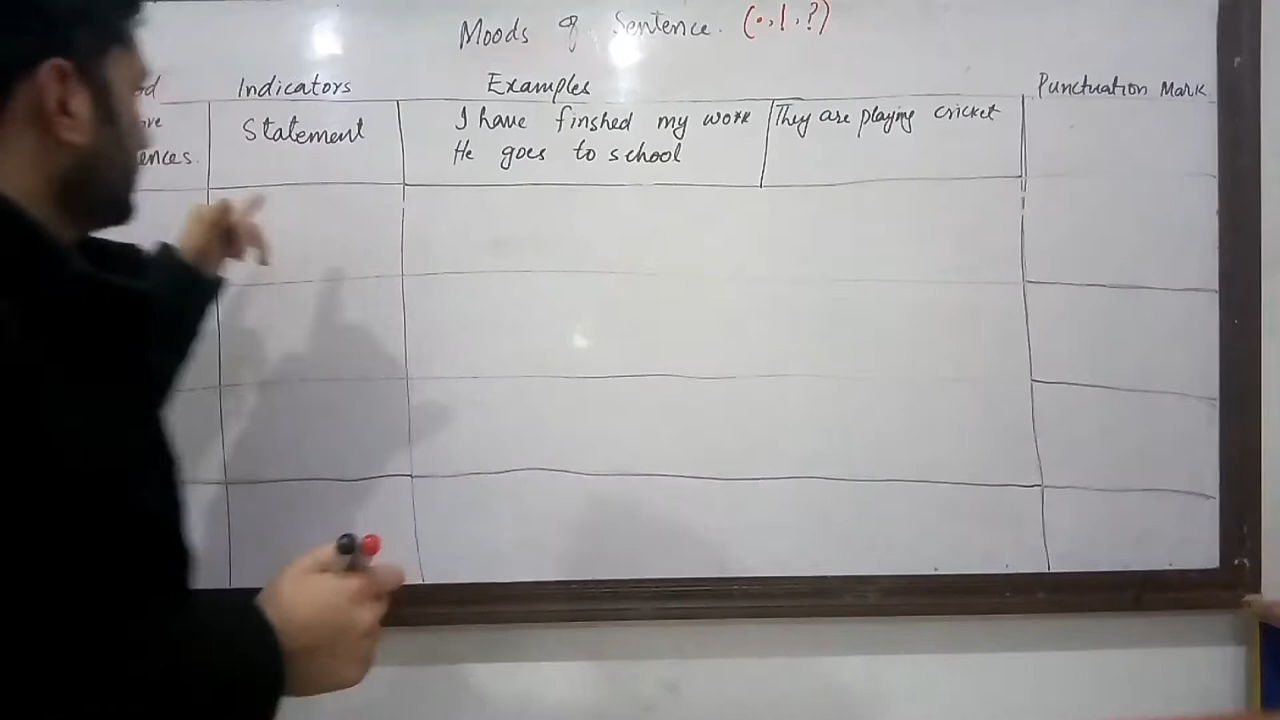 Moods of Sentence. (., !, ?)
Indicators Examples Punctuation Mark
Statement
I have finshed my work
He goes to school
They are playing cricket